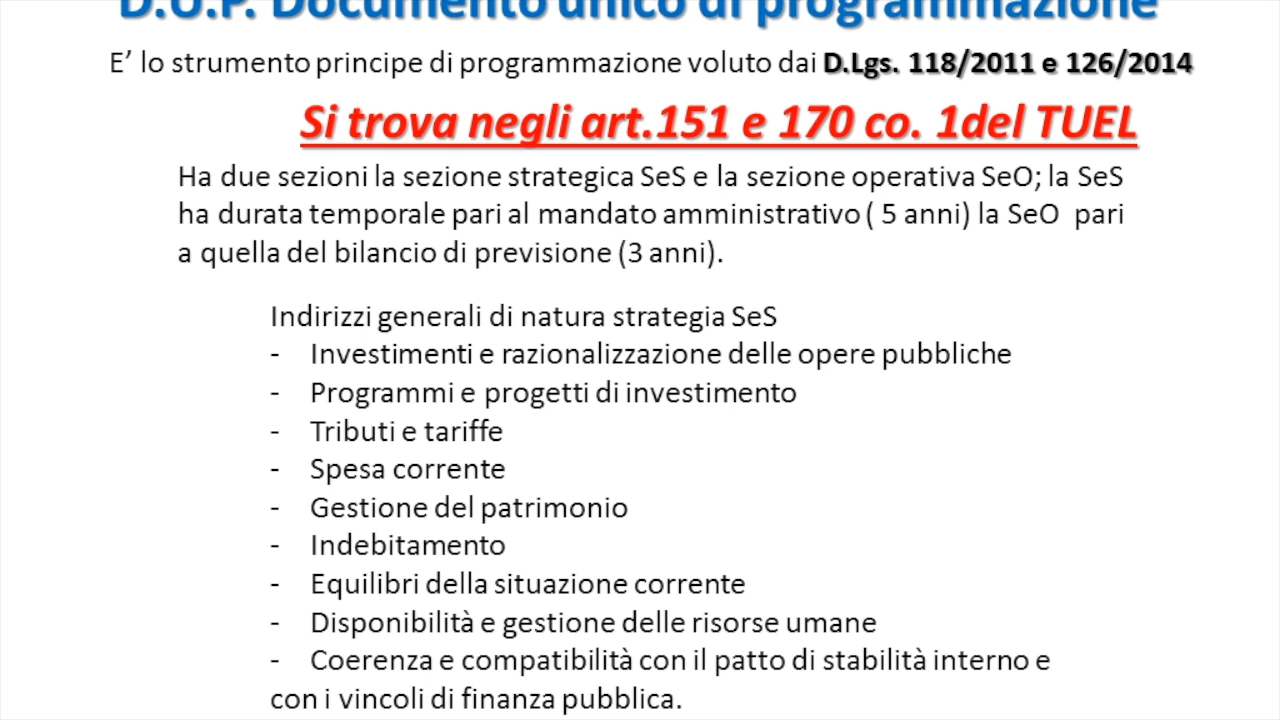 D.U.P. Documento unico di programmazione
E' lo strumento principe di programmazione voluto dai D.Lgs. 118/2011 e 126/2014
Si trova negli art.151 e 170 co. 1del TUEL
Ha due sezioni la sezione strategica SeS e la sezione operativa SeO; la SeS
ha durata temporale pari al mandato amministrativo ( 5 anni) la SeO pari
a quella del bilancio di previsione (3 anni).
Indirizzi generali di natura strategia SeS
- Investimenti e razionalizzazione delle opere pubbliche
- Programmi e progetti di investimento
- Tributi e tariffe
- Spesa corrente
- Gestione del patrimonio
- Indebitamento
- Equilibri della situazione corrente
- Disponibilità e gestione delle risorse umane
- Coerenza e compatibilità con il patto di stabilità interno e
con i vincoli di finanza pubblica.